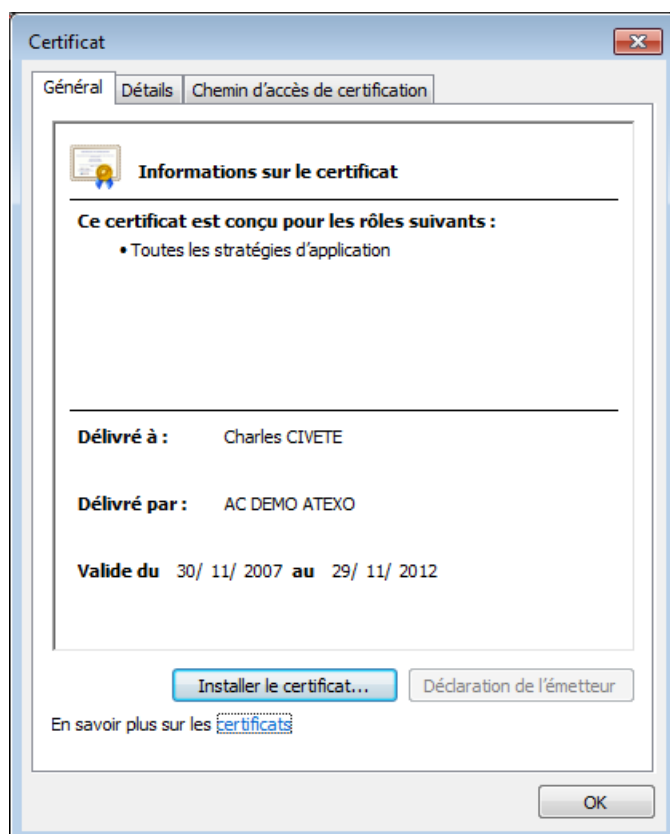 Certificat
Général Détails Chemin d'accès de certification
Informations sur le certificat
Ce certificat est conçu pour les rôles suivants :
• Toutes les stratégies d'application
Délivré à : Charles CIVETE
Délivré par : AC DEMO ATEXO
Valide du 30/ 11/ 2007 au 29/ 11/ 2012
Installer le certificat... Déclaration de l'émetteur
En savoir plus sur les certificats
OK